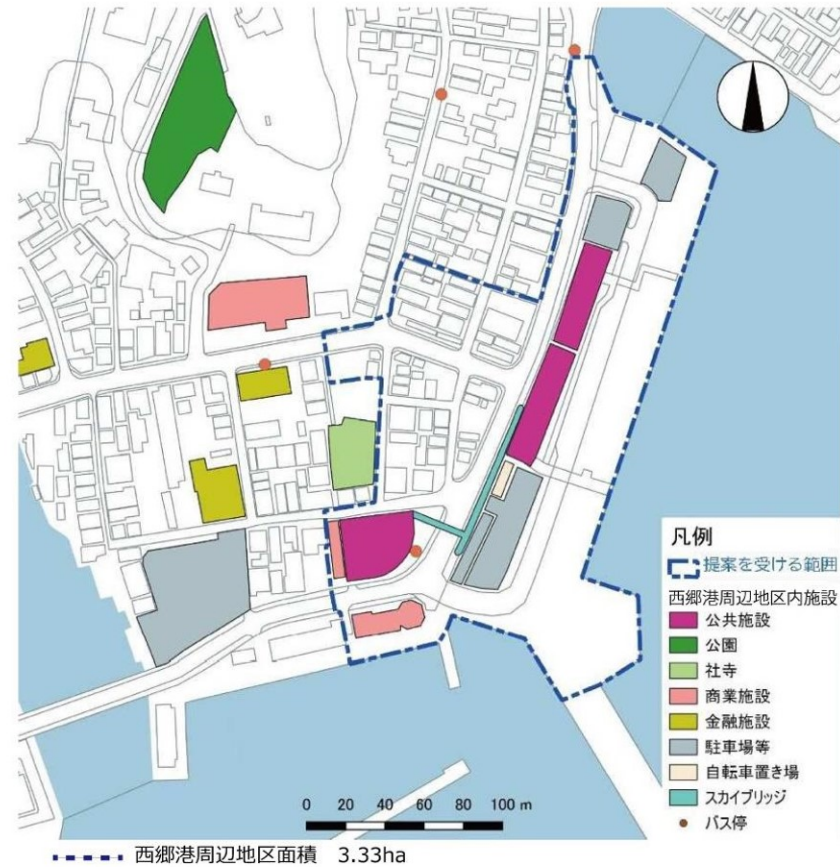 凡例
提案を受ける範囲
西郷港周辺地区内施設
公共施設
公園
社寺
商業施設
金融施設
駐車場等
自転車置き場
スカイブリッジ
バス停
0 20 40 60 80 100 m
西郷港周辺地区面積 3.33ha